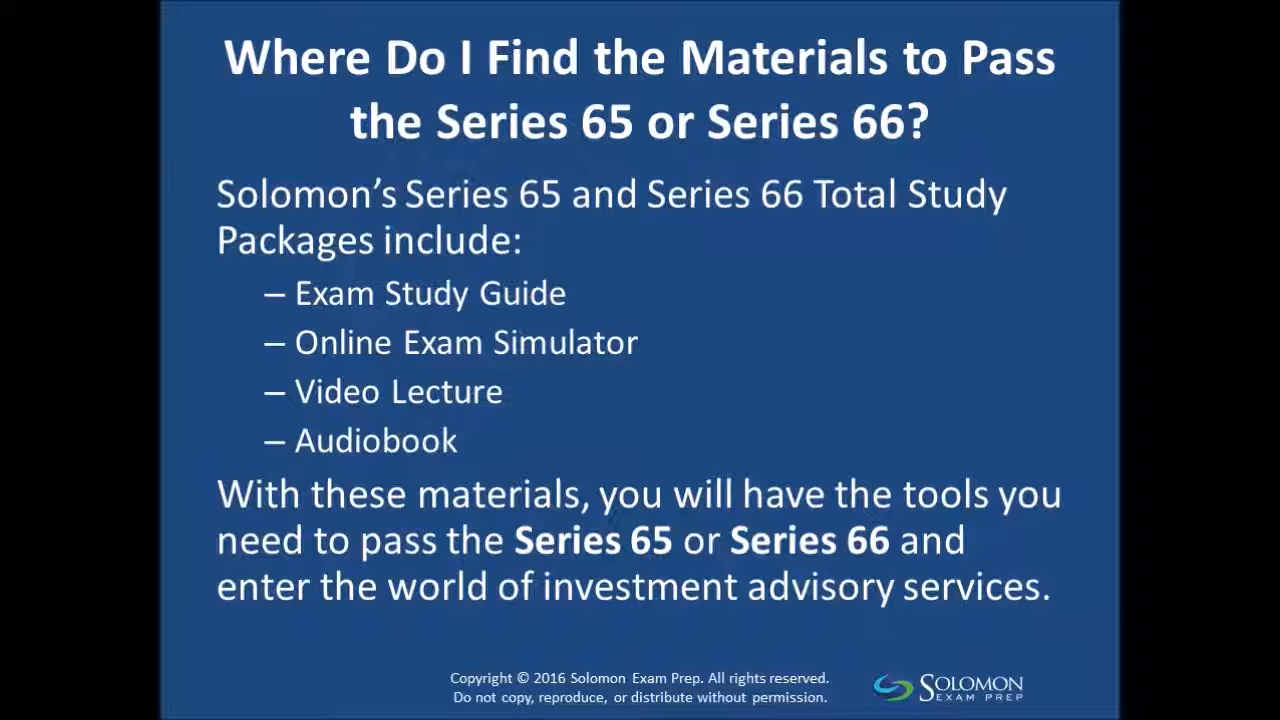 Where Do I Find the Materials to Pass
the Series 65 or Series 66?
Solomon’s Series 65 and Series 66 Total Study
Packages include:
– Exam Study Guide
– Online Exam Simulator
– Video Lecture
– Audiobook
With these materials, you will have the tools you
need to pass the Series 65 or Series 66 and
enter the world of investment advisory services.
Copyright © 2016 Solomon Exam Prep. All rights reserved.
Do not copy, reproduce, or distribute without permission.
SOLOMON
EXAM PREP